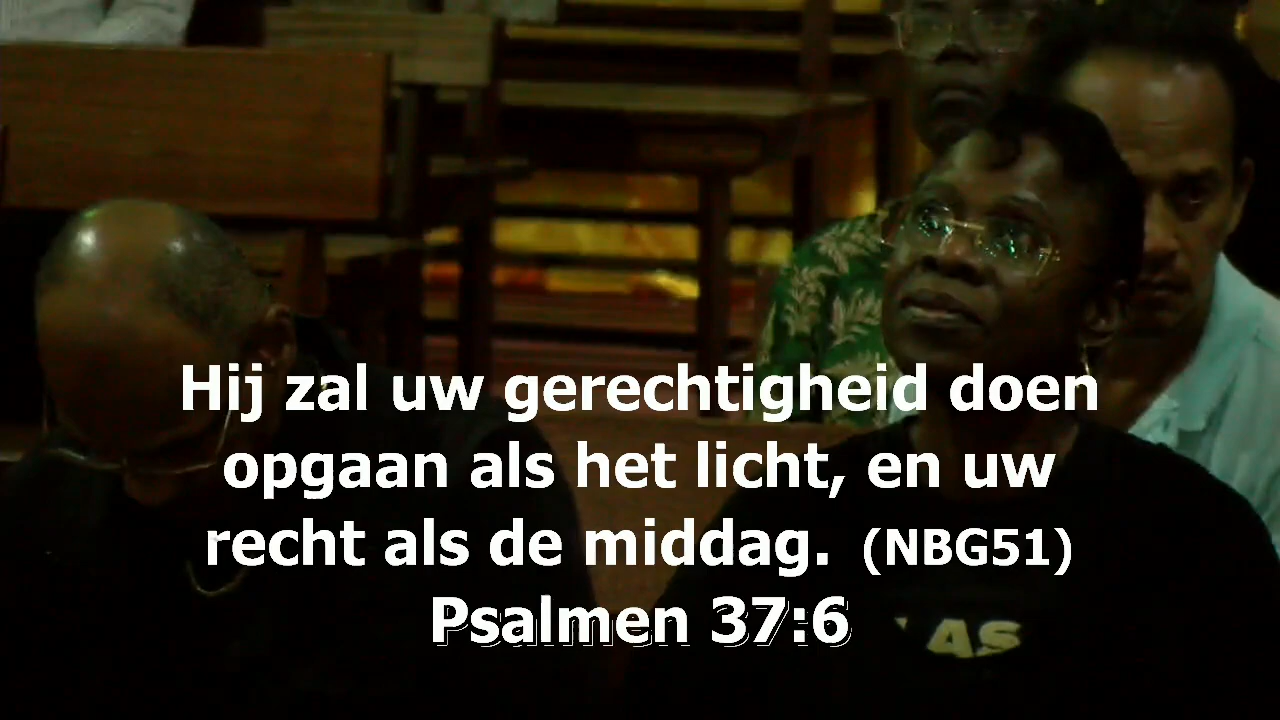 Hij zal uw gerechtigheid doen
opgaan als het licht, en uw
recht als de middag. (NBG51)
Psalmen 37:6
AS